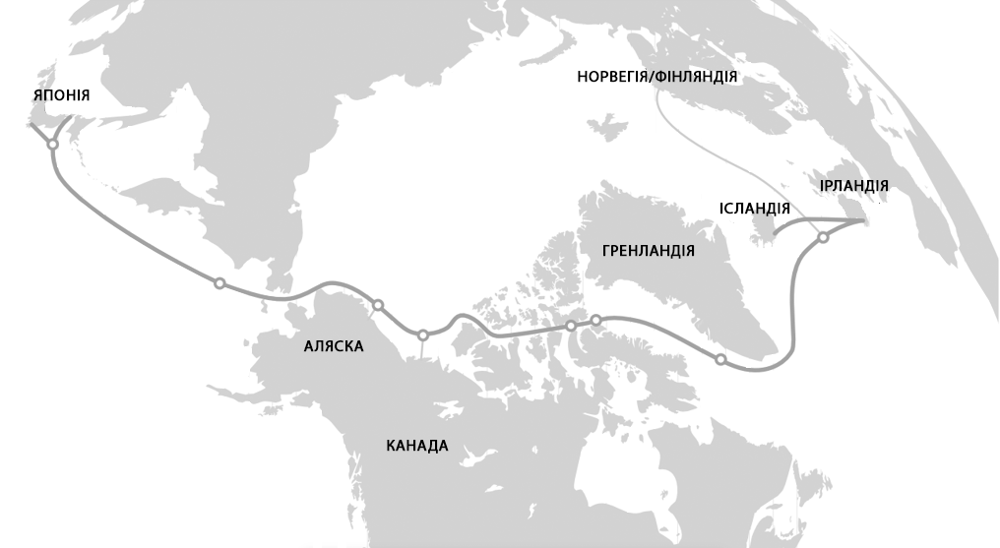 НОРВЕГІЯ/ФІНЛЯНДІЯ
ЯПОНІЯ
ІРЛАНДІЯ
ІСЛАНДІЯ
ГРЕНЛАНДІЯ
АЛЯСКА
КАНАДА